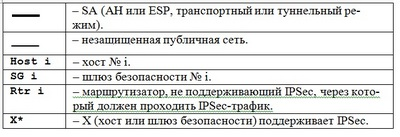 – SA (AH или ESP, транспортный или туннельный ре-
жим).
– незащищенная публичная сеть.
Host i – хост № i.
SG i – шлюз безопасности № i.
Rtr i – маршрутизатор, не поддерживающий IPSec, через кото-
рый должен проходить IPSec-трафик.
X* – X (хост или шлюз безопасности) поддерживает IPSec.